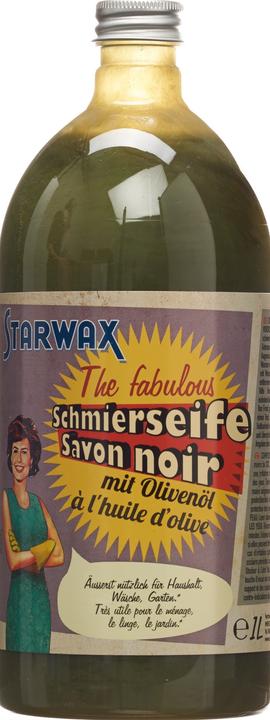 STARWAX
The fabulous
Schmierseife
Savon noir
mit Olivenöl
à l'huile d'olive
Äusserst nützlich für Haushalt,
Wäsche, Garten.*
Très utile pour le ménage,
le linge, le jardin.*
e 1L